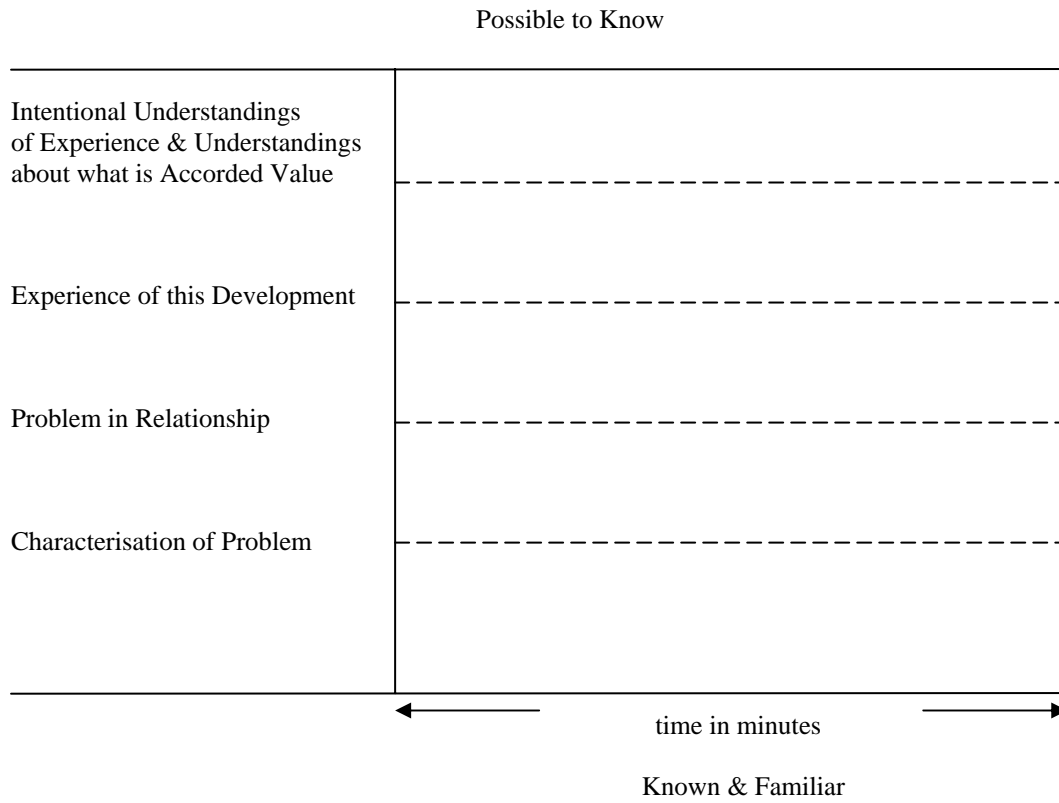 Possible to Know
Intentional Understandings
of Experience & Understandings
about what is Accorded Value
Experience of this Development
Problem in Relationship
Characterisation of Problem
time in minutes
Known & Familiar